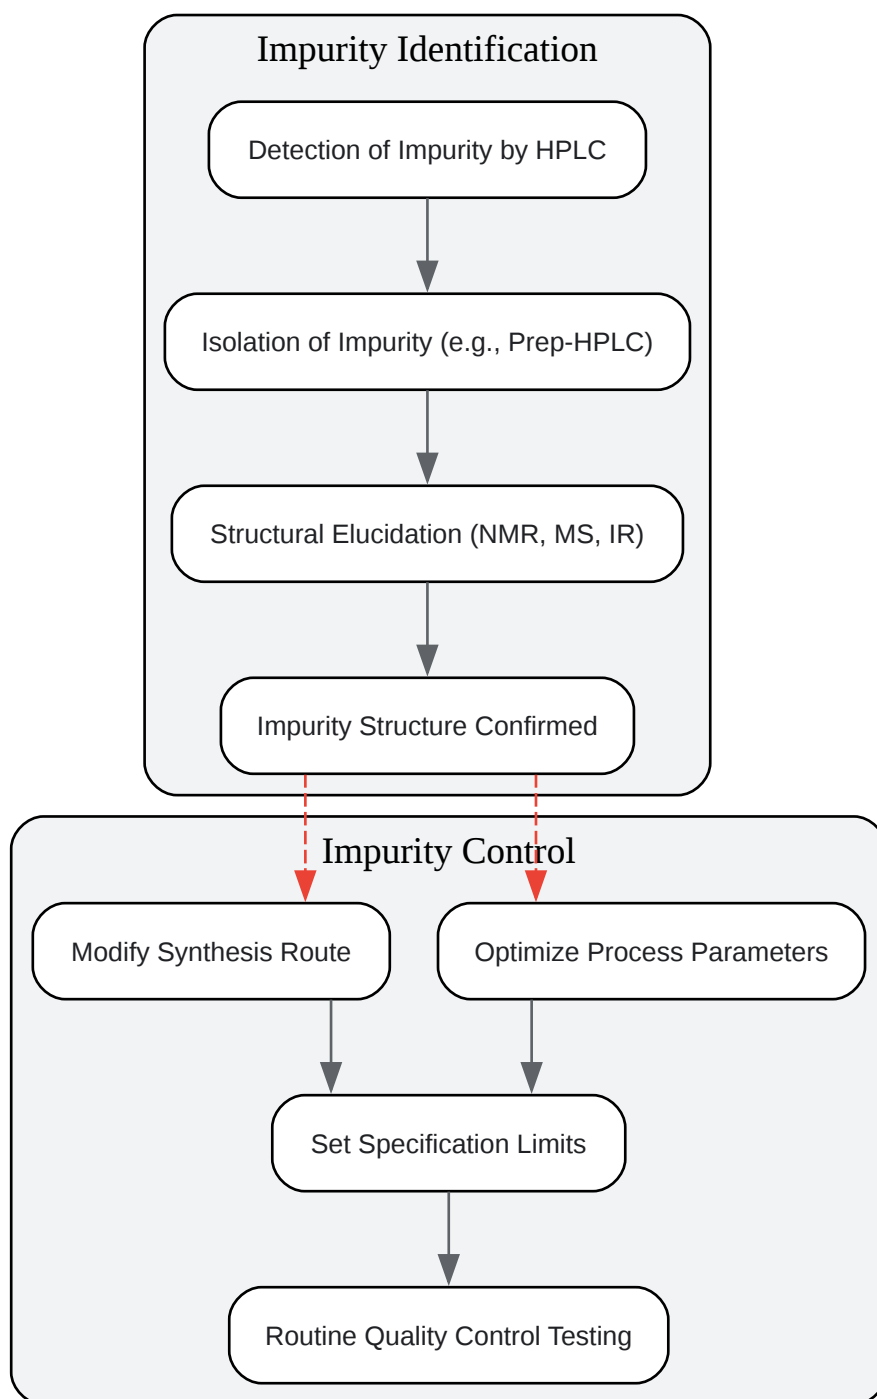 Impurity Identification
Detection of Impurity by HPLC
Isolation of Impurity (e.g., Prep-HPLC)
Structural Elucidation (NMR, MS, IR)
Impurity Structure Confirmed
Impurity Control
Modify Synthesis Route
Optimize Process Parameters
Set Specification Limits
Routine Quality Control Testing